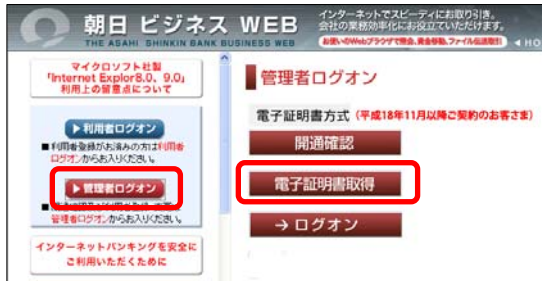 朝日 ビジネス WEB
THE ASAHI SHINKIN BANK BUSINESS WEB
インターネットでスピーディにお取り引き。
会社の業務効率化にお役立ていただけます。
お使いのWebブラウザで照会、資金移動、ファイル伝送取引
HO
マイクロソフト社製
「Internet Explor8.0、9.0」
利用上の留意点について
利用者ログオン
■利用者登録がお済みの方は利用者
ログオンからお入りください。
管理者ログオン
管理者ログオンからお入りください。
インターネットバンキングを安全に
ご利用いただくために
管理者ログオン
電子証明書方式（平成18年11月以降ご契約のお客さま）
開通確認
電子証明書取得
→ ログオン